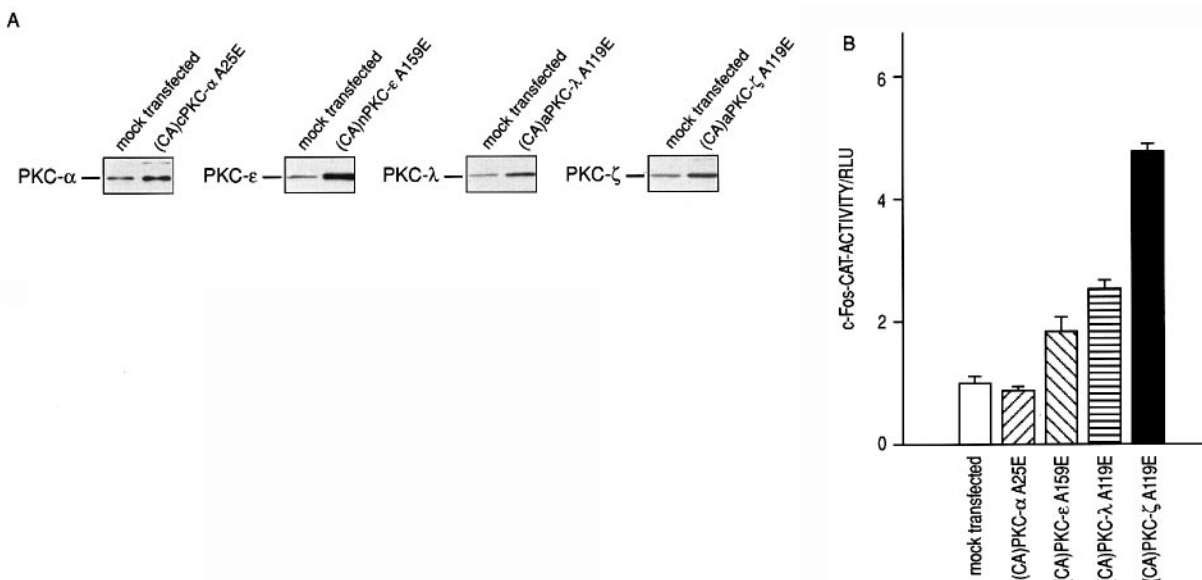 A
mock transfected
(CA)cPKC-α A25E
mock transfected
(CA)nPKC-ε A159E
mock transfected
(CA)aPKC-λ A119E
mock transfected
(CA)aPKC-ζ A119E
PKC-α
PKC-ε
PKC-λ
PKC-ζ
B
c-Fos-CAT-ACTIVITY/RLU
6
4
2
0
mock transfected
(CA)PKC-α A25E
(CA)PKC-ε A159E
(CA)PKC-λ A119E
(CA)PKC-ζ A119E